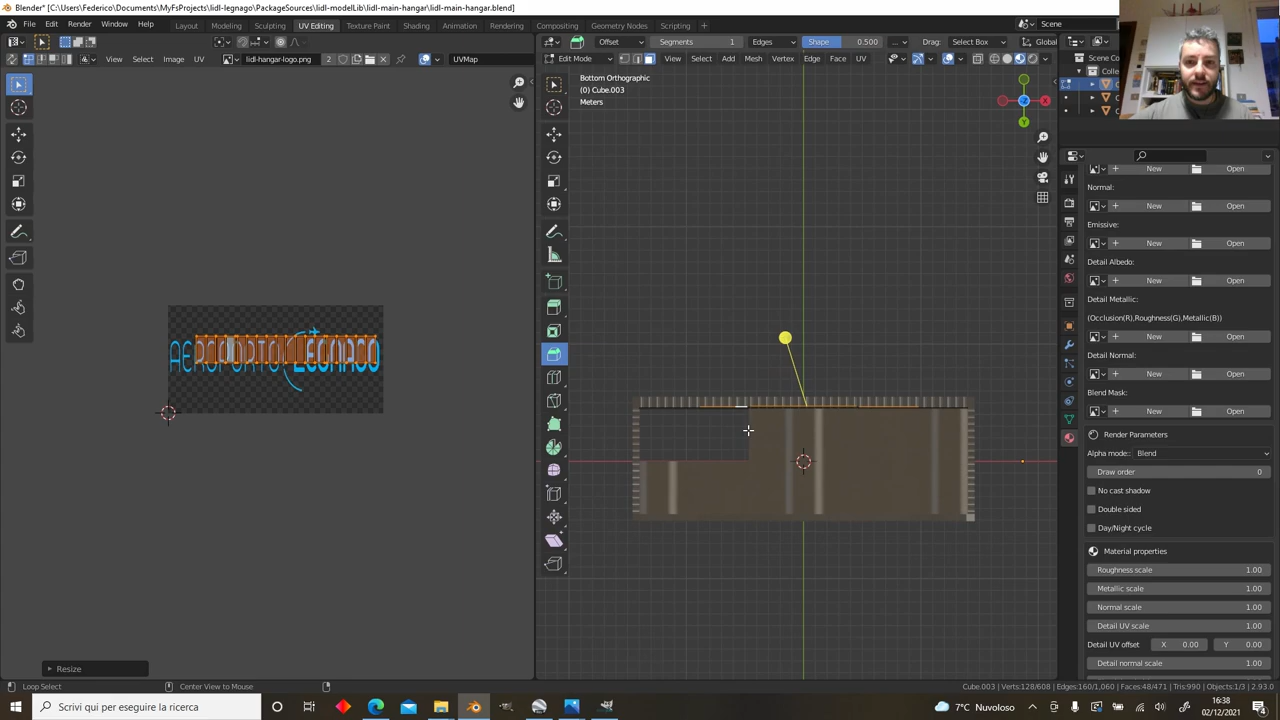 Blender* [C:\Users\Federico\Documents\MyFsProjects\lidl-legnago\PackageSources\lidl-modelLib\lidl-main-hangar\lidl-main-hangar.blend]
File Edit Render Window Help Layout Modeling Sculpting UV Editing Texture Paint Shading Animation Rendering Compositing Geometry Nodes Scripting Scene
Offset Segments 1 Edges Shape 0.500 ... Drag: Select Box Global
View Select Image UV lidl-hangar-logo.png 2 UVMap
Edit Mode View Select Add Mesh Vertex Edge Face UV
Scene Co
Collec
Bottom Orthographic
(0) Cube.003
Meters
X
Y
Z
AEROPORTO LEGNAGO
New Open
Normal:
New Open
Emissive:
New Open
Detail Albedo:
New Open
Detail Metallic:
(Occlusion(R),Roughness(G),Metallic(B))
New Open
Detail Normal:
New Open
Blend Mask:
New Open
Render Parameters
Alpha mode: Blend
Draw order 0
No cast shadow
Double sided
Day/Night cycle
Material properties
Roughness scale 1.00
Metallic scale 1.00
Normal scale 1.00
Detail UV scale 1.00
Detail UV offset X 0.00 Y 0.00
Detail normal scale 1.00
Resize
Loop Select Center View to Mouse
Cube.003 | Verts:128/608 | Edges:160/1,060 | Faces:48/471 | Tris:990 | Objects:1/3 | 2.93.0
Scrivi qui per eseguire la ricerca
7°C Nuvoloso
16:38
02/12/2021